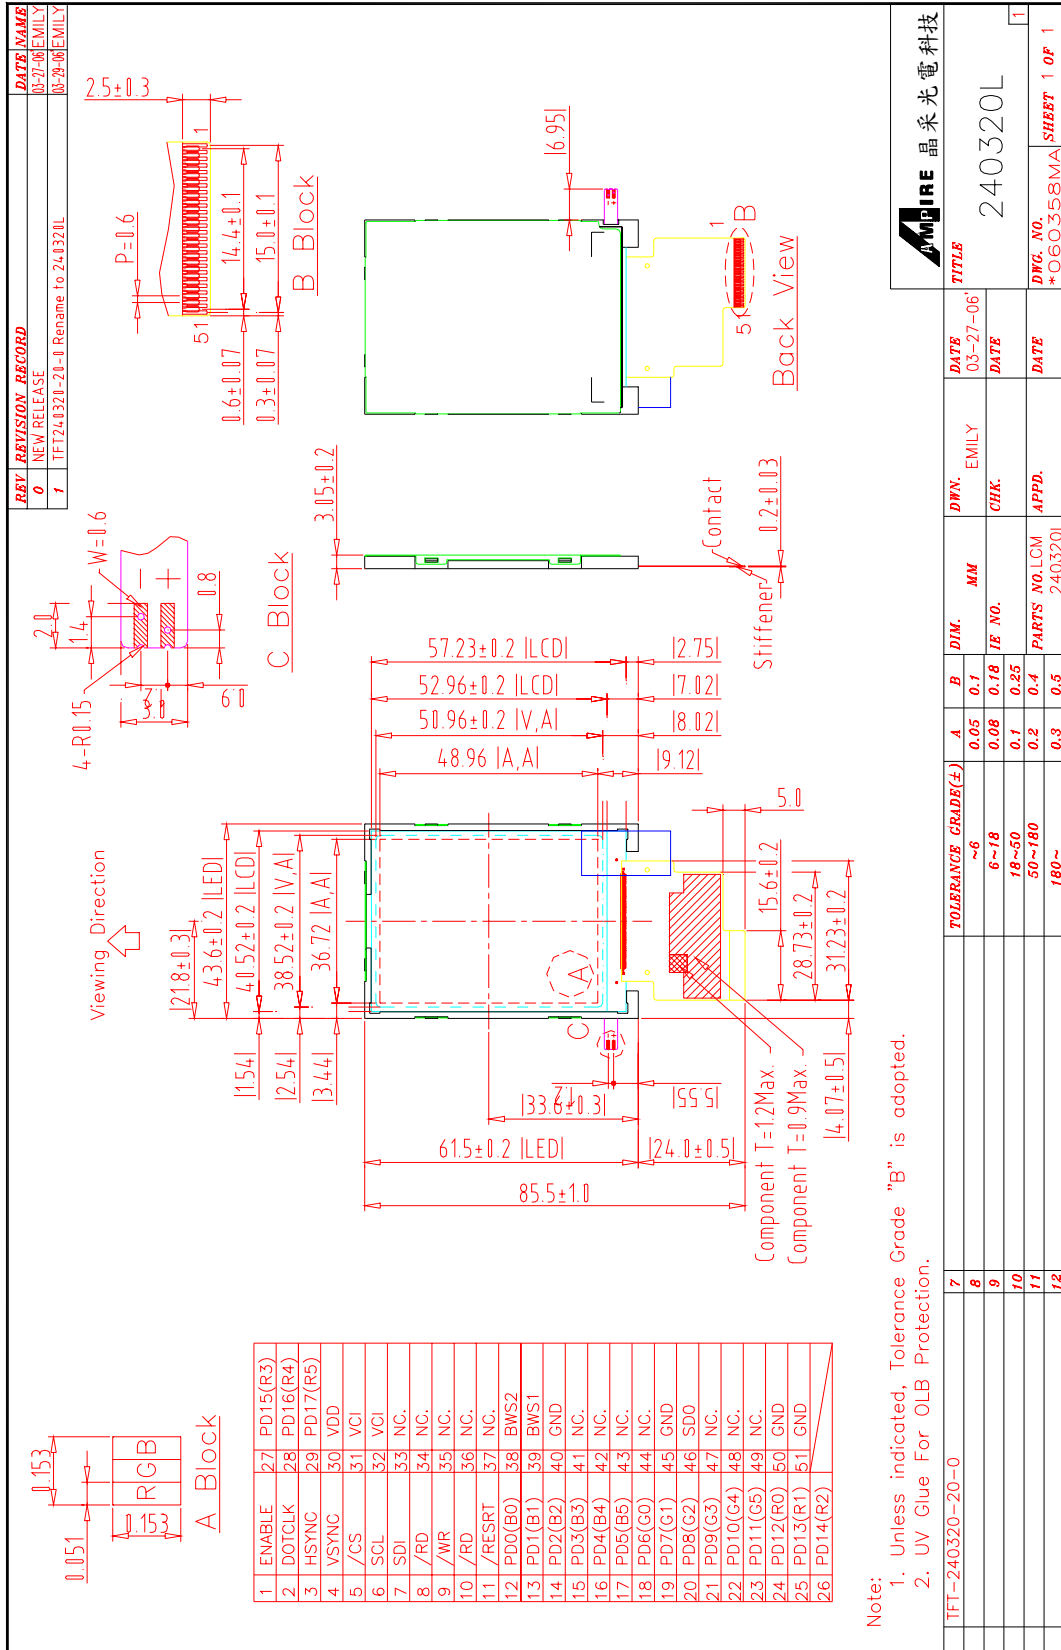 REV REVISION RECORD DATE NAME
0 NEW RELEASE 03-27-06' EMILY
1 TFT240320-20-0 Rename to 240320L 03-29-06' EMILY
0.153
0.051
R G B
0.153
A Block
Viewing Direction
|21.8±0.3|
43.6±0.2 |LED|
40.52±0.2 |LCD|
38.52±0.2 |V,A|
36.72 |A,A|
|1.54|
|2.54|
|3.44|
57.23±0.2 |LCD|
52.96±0.2 |LCD|
50.96±0.2 |V,A|
48.96 |A,A|
|2.75|
|7.02|
|8.02|
|9.12|
A
C
1.2
|5.55|
|33.6±0.3|
61.5±0.2 |LED|
|24.0±0.5|
85.5±1.0
5.0
15.6±0.2
28.73±0.2
31.23±0.2
|4.07±0.5|
Component T=1.2Max.
Component T=0.9Max.
4-R0.15
2.0
1.4
W=0.6
0.8
3.0
0.9
C Block
3.05±0.2
Contact
Stiffener
0.2±0.03
2.5±0.3
P=0.6
51
1
0.6±0.07
14.4±0.1
0.3±0.07
15.0±0.1
B Block
|6.95|
51
1
B
Back View
1 ENABLE 27 PD15(R3)
2 DOTCLK 28 PD16(R4)
3 HSYNC 29 PD17(R5)
4 VSYNC 30 VDD
5 /CS 31 VCI
6 SCL 32 VCI
7 SDI 33 NC.
8 /RD 34 NC.
9 /WR 35 NC.
10 /RD 36 NC.
11 /RESRT 37 NC.
12 PD0(B0) 38 BWS2
13 PD1(B1) 39 BWS1
14 PD2(B2) 40 GND
15 PD3(B3) 41 NC.
16 PD4(B4) 42 NC.
17 PD5(B5) 43 NC.
18 PD6(G0) 44 NC.
19 PD7(G1) 45 GND
20 PD8(G2) 46 SDO
21 PD9(G3) 47 NC.
22 PD10(G4) 48 NC.
23 PD11(G5) 49 NC.
24 PD12(R0) 50 GND
25 PD13(R1) 51 GND
26 PD14(R2)
Note:
1. Unless indicated, Tolerance Grade "B" is adopted.
2. UV Glue For OLB Protection.
AMPIRE 晶采光電科技
TFT-240320-20-0
7
8
9
10
11
12
TOLERANCE GRADE(±) A B
~6 0.05 0.1
6~18 0.08 0.18
18~50 0.1 0.25
50~180 0.2 0.4
180~ 0.3 0.5
DIM. MM
IE NO.
PARTS NO. LCM
240320L
DWN. EMILY
CHK.
APPD.
DATE 03-27-06'
DATE
DATE
TITLE
240320L
1
DWG. NO.
*060358MA
SHEET 1 OF 1